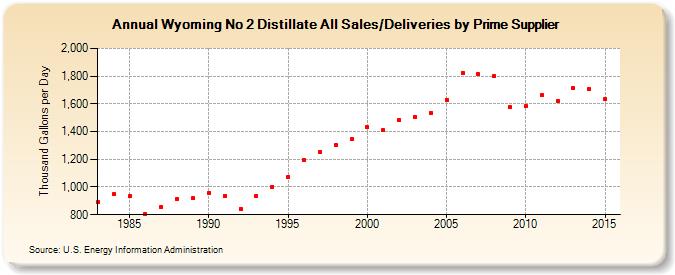 Annual Wyoming No 2 Distillate All Sales/Deliveries by Prime Supplier
Thousand Gallons per Day
2,000
1,800
1,600
1,400
1,200
1,000
800
1985 1990 1995 2000 2005 2010 2015
Source: U.S. Energy Information Administration